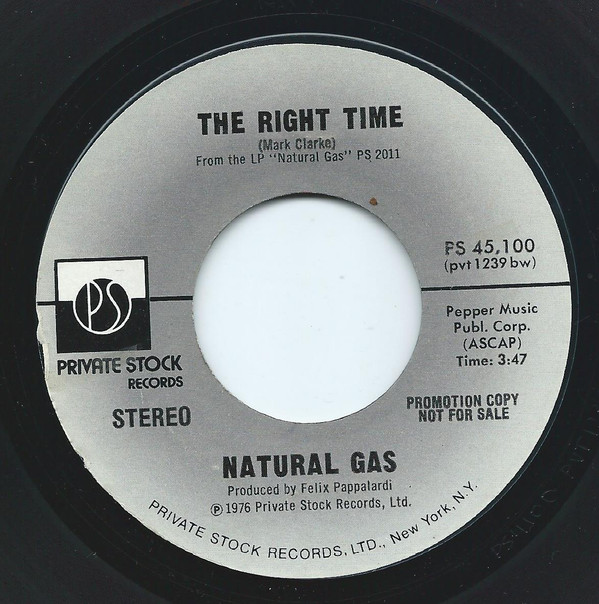 THE RIGHT TIME
(Mark Clarke)
From the LP "Natural Gas" PS 2011
PS 45,100
(pvt 1239 bw)
PS
PRIVATE STOCK
RECORDS
Pepper Music
Publ. Corp.
(ASCAP)
Time: 3:47
STEREO
PROMOTION COPY
NOT FOR SALE
NATURAL GAS
Produced by Felix Pappalardi
℗ 1976 Private Stock Records, Ltd.
PRIVATE STOCK RECORDS, LTD., New York, N.Y.